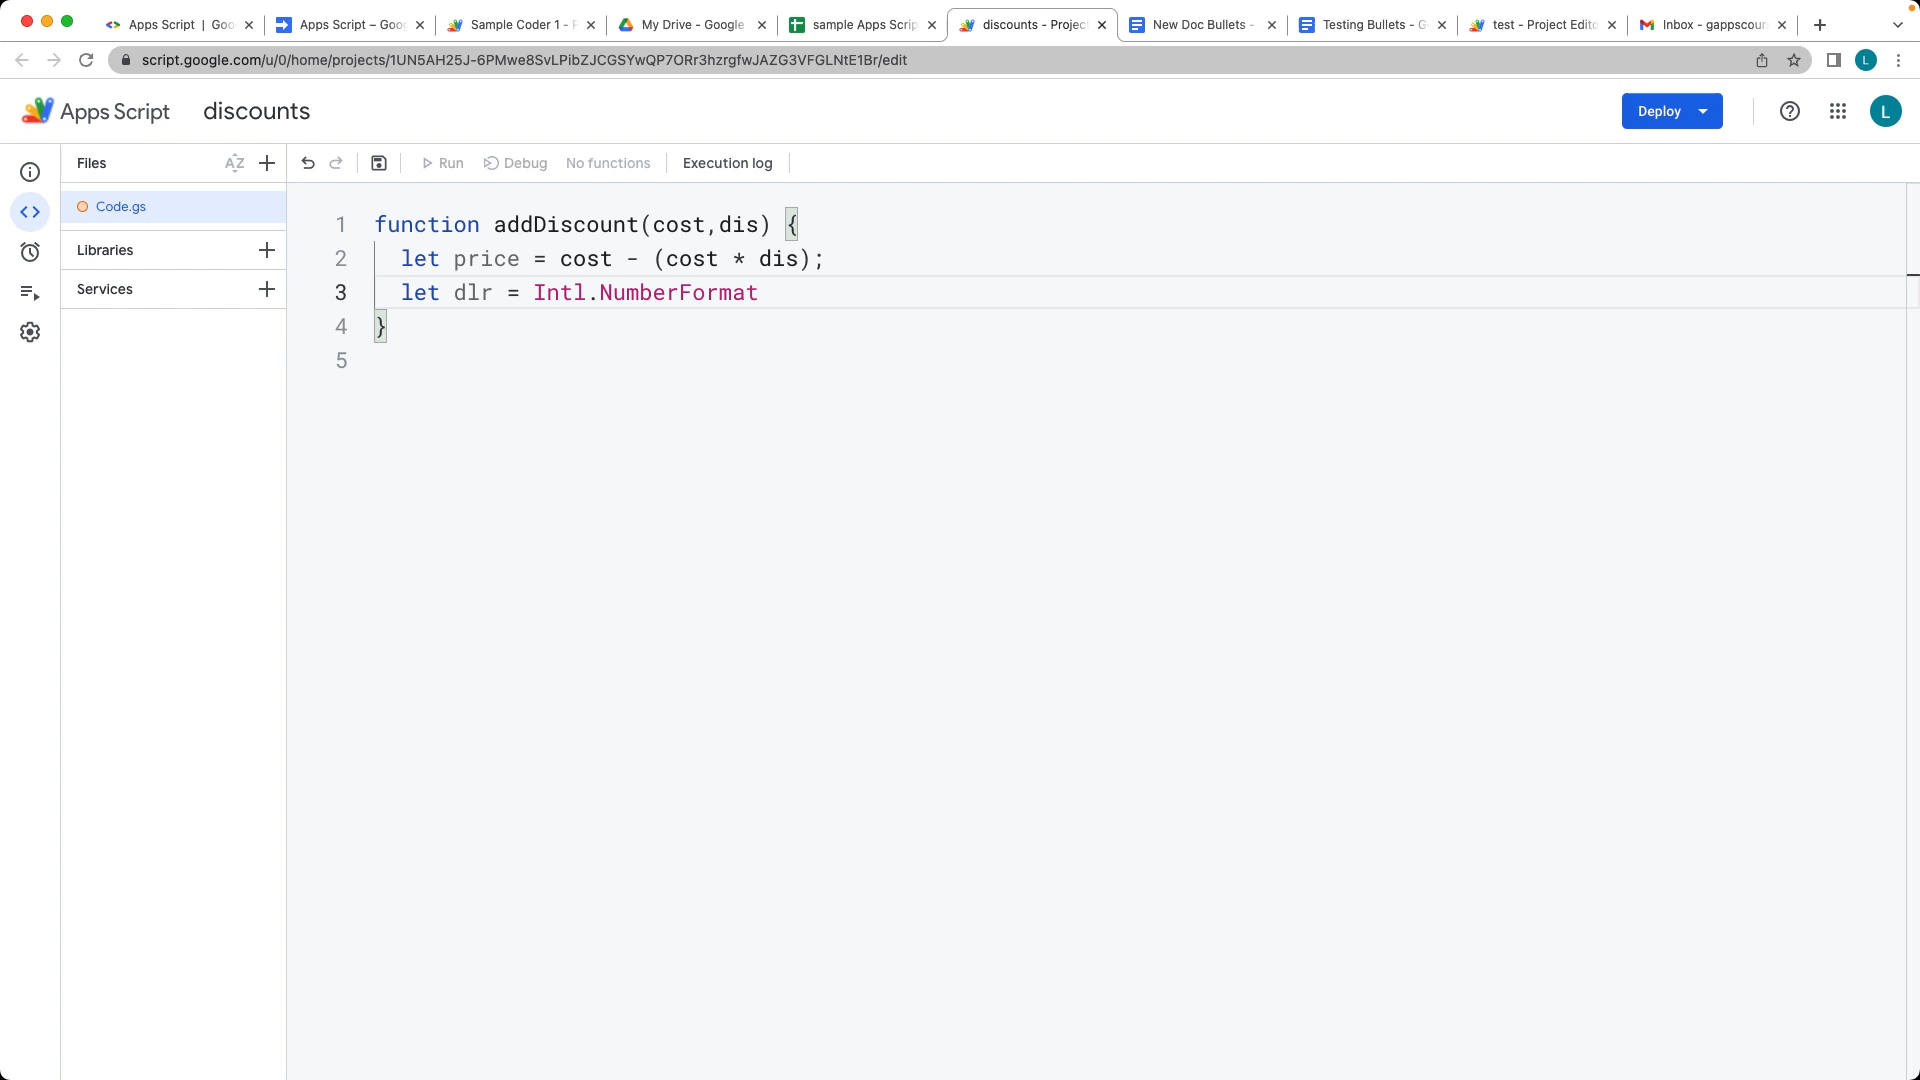 Apps Script | Goo
Apps Script – Goo
Sample Coder 1 - P
My Drive - Google
sample Apps Scrip
discounts - Projec
New Doc Bullets -
Testing Bullets - G
test - Project Edito
Inbox - gappscour
script.google.com/u/0/home/projects/1UN5AH25J-6PMwe8SvLPibZJCGSYwQP7ORr3hzrgfwJAZG3VFGLNtE1Br/edit
L
Apps Script
discounts
Deploy
L
Files
AZ
Run
Debug
No functions
Execution log
Code.gs
Libraries
Services
1 function addDiscount(cost,dis) {
2 let price = cost - (cost * dis);
3 let dlr = Intl.NumberFormat
4 }
5